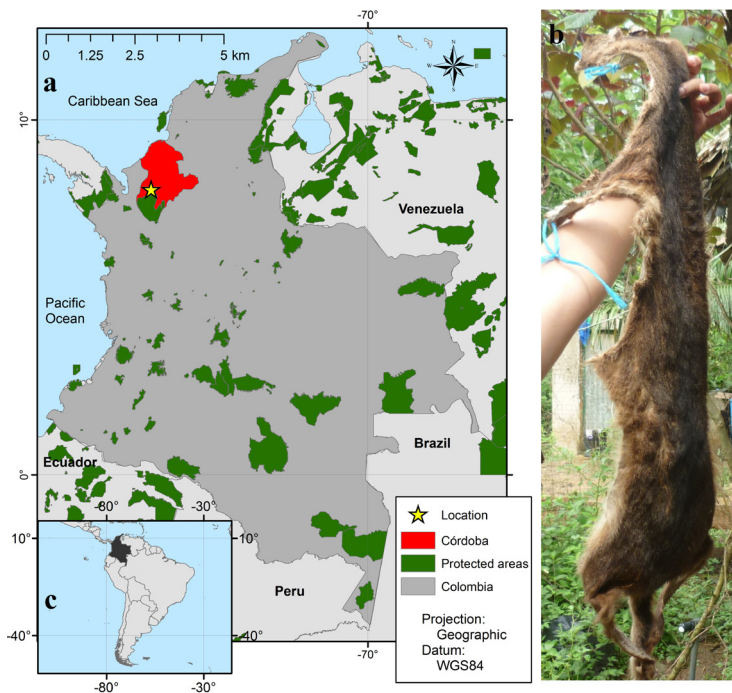 -70°
0 1.25 2.5 5 km
a
b
N
W E
S
Caribbean Sea
10°
Venezuela
Pacific
Ocean
Brazil
Ecuador
0°
-80° -30°
c
10° 10°
Peru
Location
Córdoba
Protected areas
Colombia
Projection:
Geographic
Datum:
WGS84
-40° -40°
-80° -30°
-70°